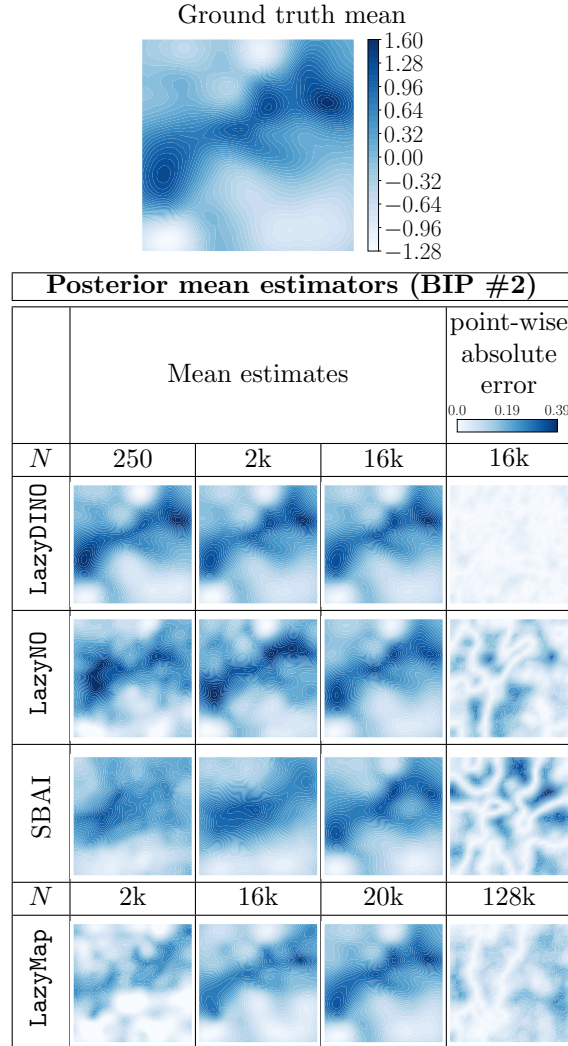 Ground truth mean
1.60
1.28
0.96
0.64
0.32
0.00
−0.32
−0.64
−0.96
−1.28
Posterior mean estimators (BIP #2)
Mean estimates
point-wise
absolute
error
0.0 0.19 0.39
N 250 2k 16k 16k
LazyDINO
LazyNO
SBAI
N 2k 16k 20k 128k
LazyMap